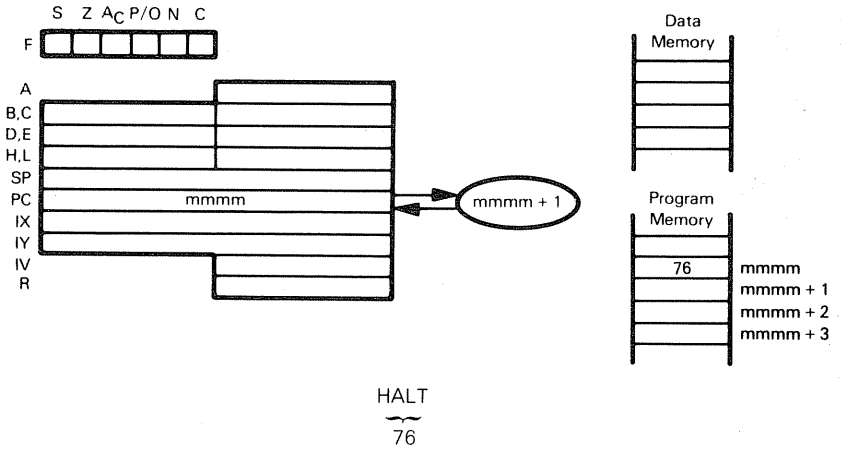 S Z AC P/O N C
F
A
B,C
D,E
H,L
SP
PC mmmm mmmm + 1
IX
IY
IV
R
Data
Memory
Program
Memory
76 mmmm
mmmm + 1
mmmm + 2
mmmm + 3
HALT
76